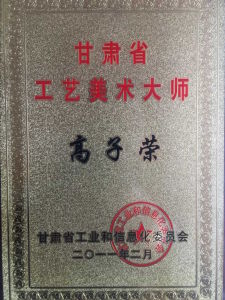 甘肃省
工艺美术大师
高子荣
甘肃省工业和信息化委员会
二〇一一年二月